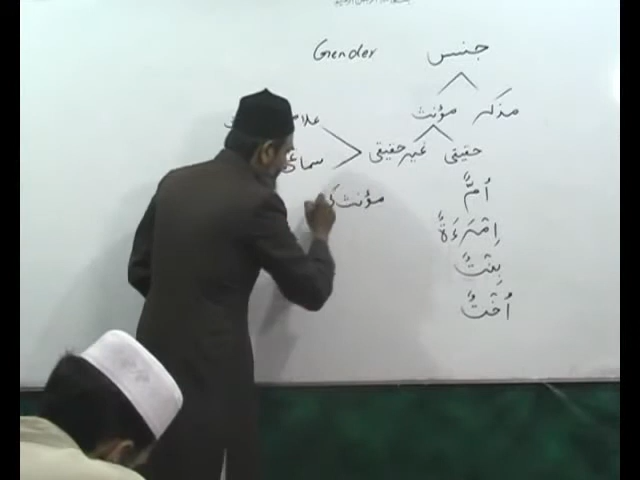 جنس Gender
مذکر مؤنث
حقیقی غیر حقیقی
سماعی
مؤنث
اُمٌّ
اِمْرَءَةٌ
بِنْتٌ
اُخْتٌ